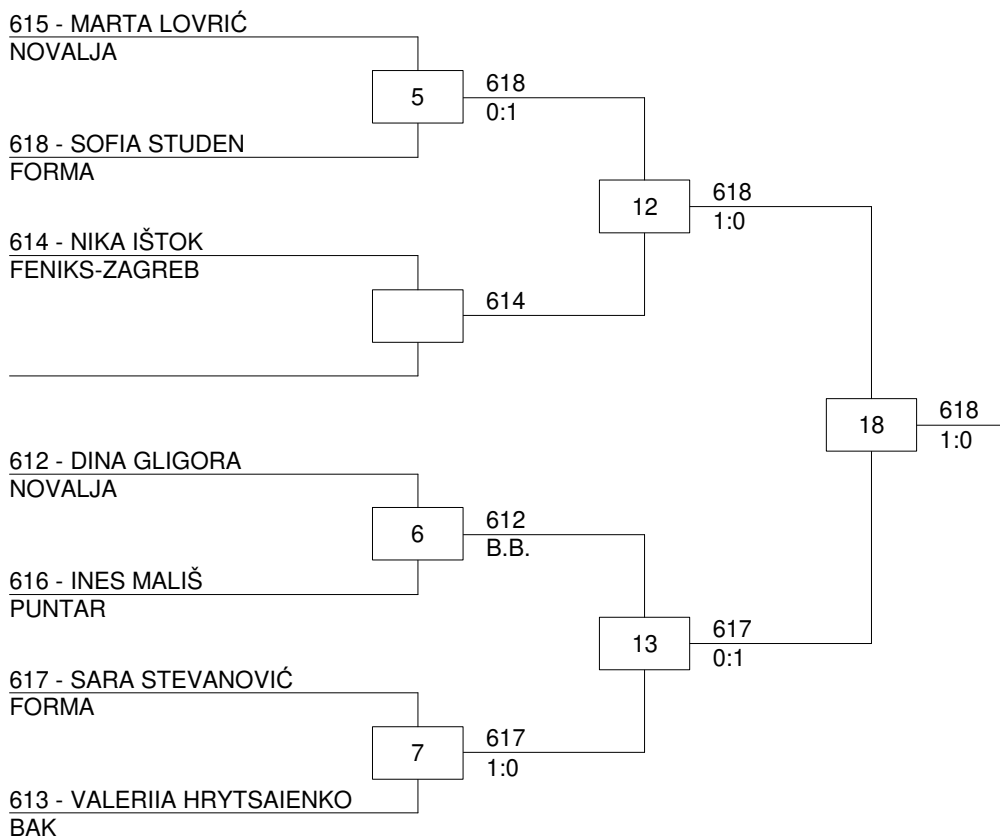 615 - MARTA LOVRIĆ
NOVALJA
5
618
0:1
618 - SOFIA STUDEN
FORMA
12
618
1:0
614 - NIKA IŠTOK
FENIKS-ZAGREB
614
18
618
1:0
612 - DINA GLIGORA
NOVALJA
6
612
B.B.
616 - INES MALIŠ
PUNTAR
13
617
0:1
617 - SARA STEVANOVIĆ
FORMA
7
617
1:0
613 - VALERIIA HRYTSAIENKO
BAK